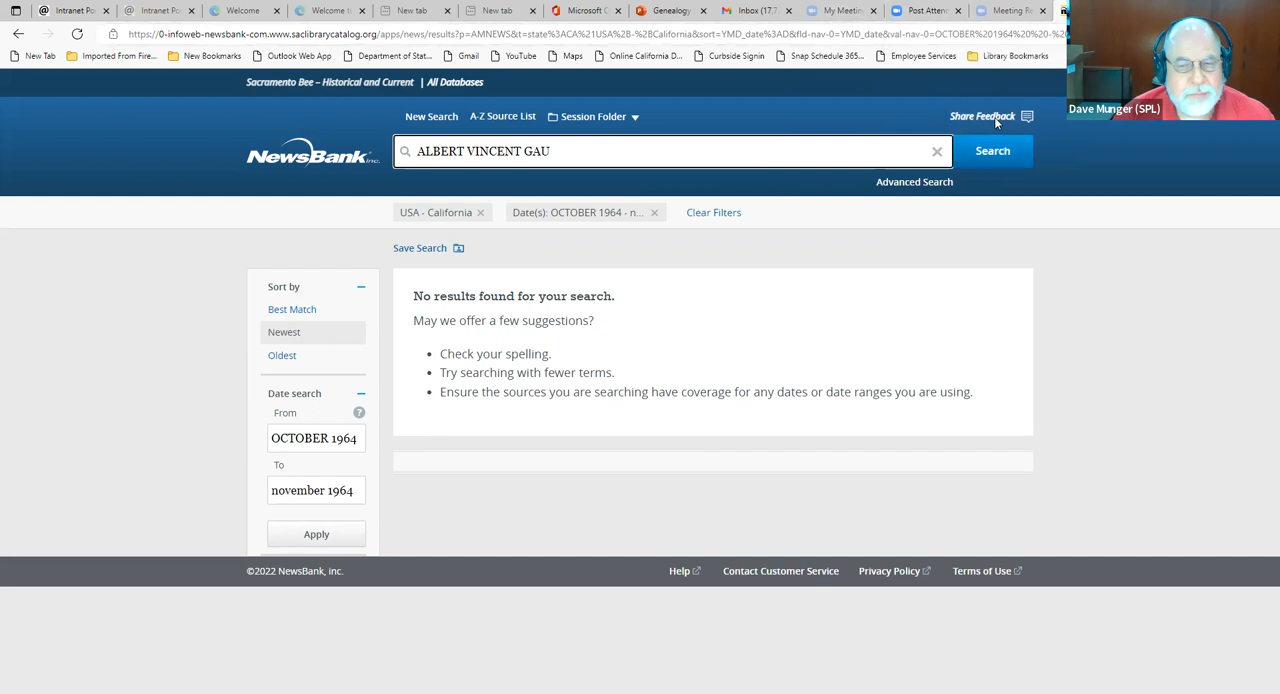 Intranet Po
Intranet Po
Welcome
Welcome to
New tab
New tab
Microsoft O
Genealogy
Inbox (17,7
My Meeting
Post Atten
Meeting Re
https://0-infoweb-newsbank-com.www.saclibrarycatalog.org/apps/news/results?p=AMNEWS&t=state%3ACA%21USA%2B-%2BCalifornia&sort=YMD_date%3AD&fld-nav-0=YMD_date&val-nav-0=OCTOBER%201964%20%20-%20
New Tab
Imported From Fire...
New Bookmarks
Outlook Web App
Department of Stat...
Gmail
YouTube
Maps
Online California D...
Curbside Signin
Snap Schedule 365...
Employee Services
Library Bookmarks
Dave Munger (SPL)
Sacramento Bee – Historical and Current | All Databases
New Search
A-Z Source List
Session Folder
Share Feedback
NewsBank inc.
ALBERT VINCENT GAU
Search
Advanced Search
USA - California
Date(s): OCTOBER 1964 - n...
Clear Filters
Save Search
Sort by
Best Match
Newest
Oldest
Date search
From
OCTOBER 1964
To
november 1964
Apply
No results found for your search.
May we offer a few suggestions?
• Check your spelling.
• Try searching with fewer terms.
• Ensure the sources you are searching have coverage for any dates or date ranges you are using.
©2022 NewsBank, inc.
Help
Contact Customer Service
Privacy Policy
Terms of Use